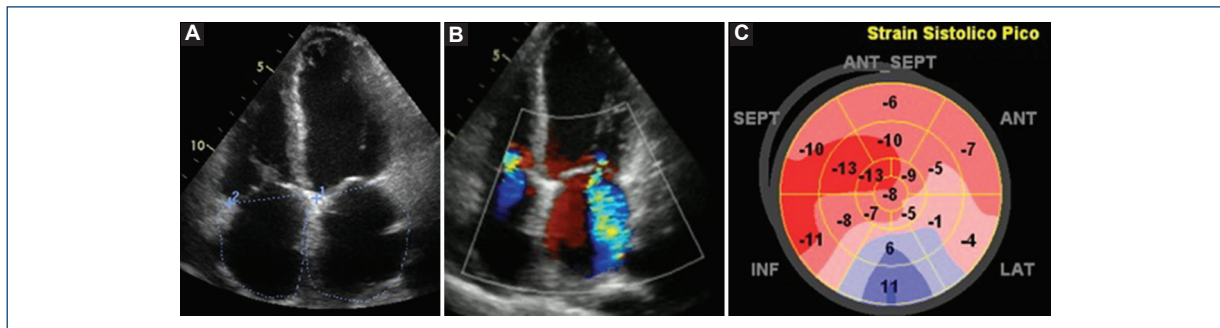 A
5
10
2
1
B
5
C
Strain Sistolico Pico
ANT_SEPT
SEPT
ANT
-6
-10
-7
-10
-13
-5
-13
-9
-8
-8
-7
-5
-1
-11
-4
6
INF
LAT
11